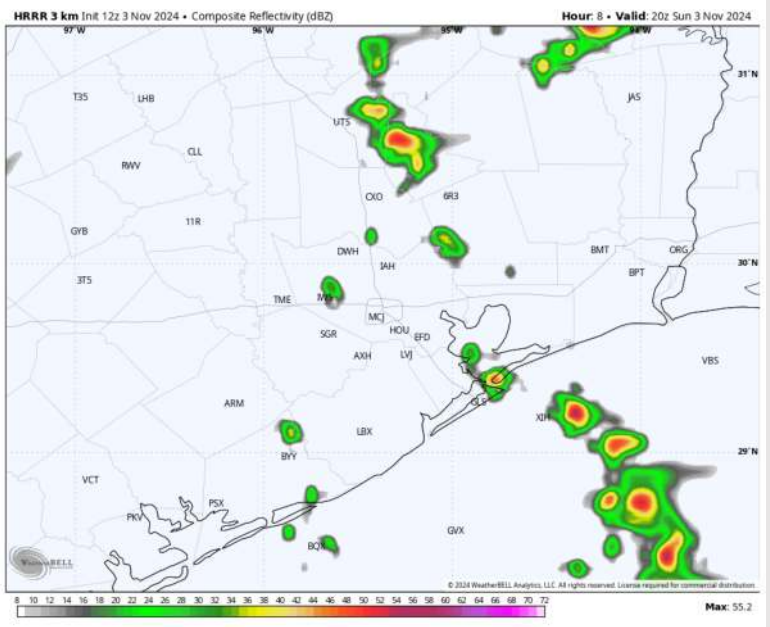 HRRR 3 km Init 12z 3 Nov 2024 • Composite Reflectivity (dBZ)
Hour: 8 • Valid: 20z Sun 3 Nov 2024
97°W 96°W 95°W 94°W
31°N
T35 LHB JAS
UTS
CLL
RWV
CXO 6R3
11R
GYB
DWH BMT ORG
30°N
IAH
3T5 BPT
TME IWS
MCJ
SGR HOU EFD
AXH LVJ VBS
ARM GLS
XIH
LBX
29°N
BYY
VCT
PSX
PKV
GVX
BQX
WeatherBELL
© 2024 WeatherBELL Analytics, LLC. All rights reserved. License required for commercial distribution.
8 10 12 14 16 18 20 22 24 26 28 30 32 34 36 38 40 42 44 46 48 50 52 54 56 58 60 62 64 66 68 70 72
Max: 55.2